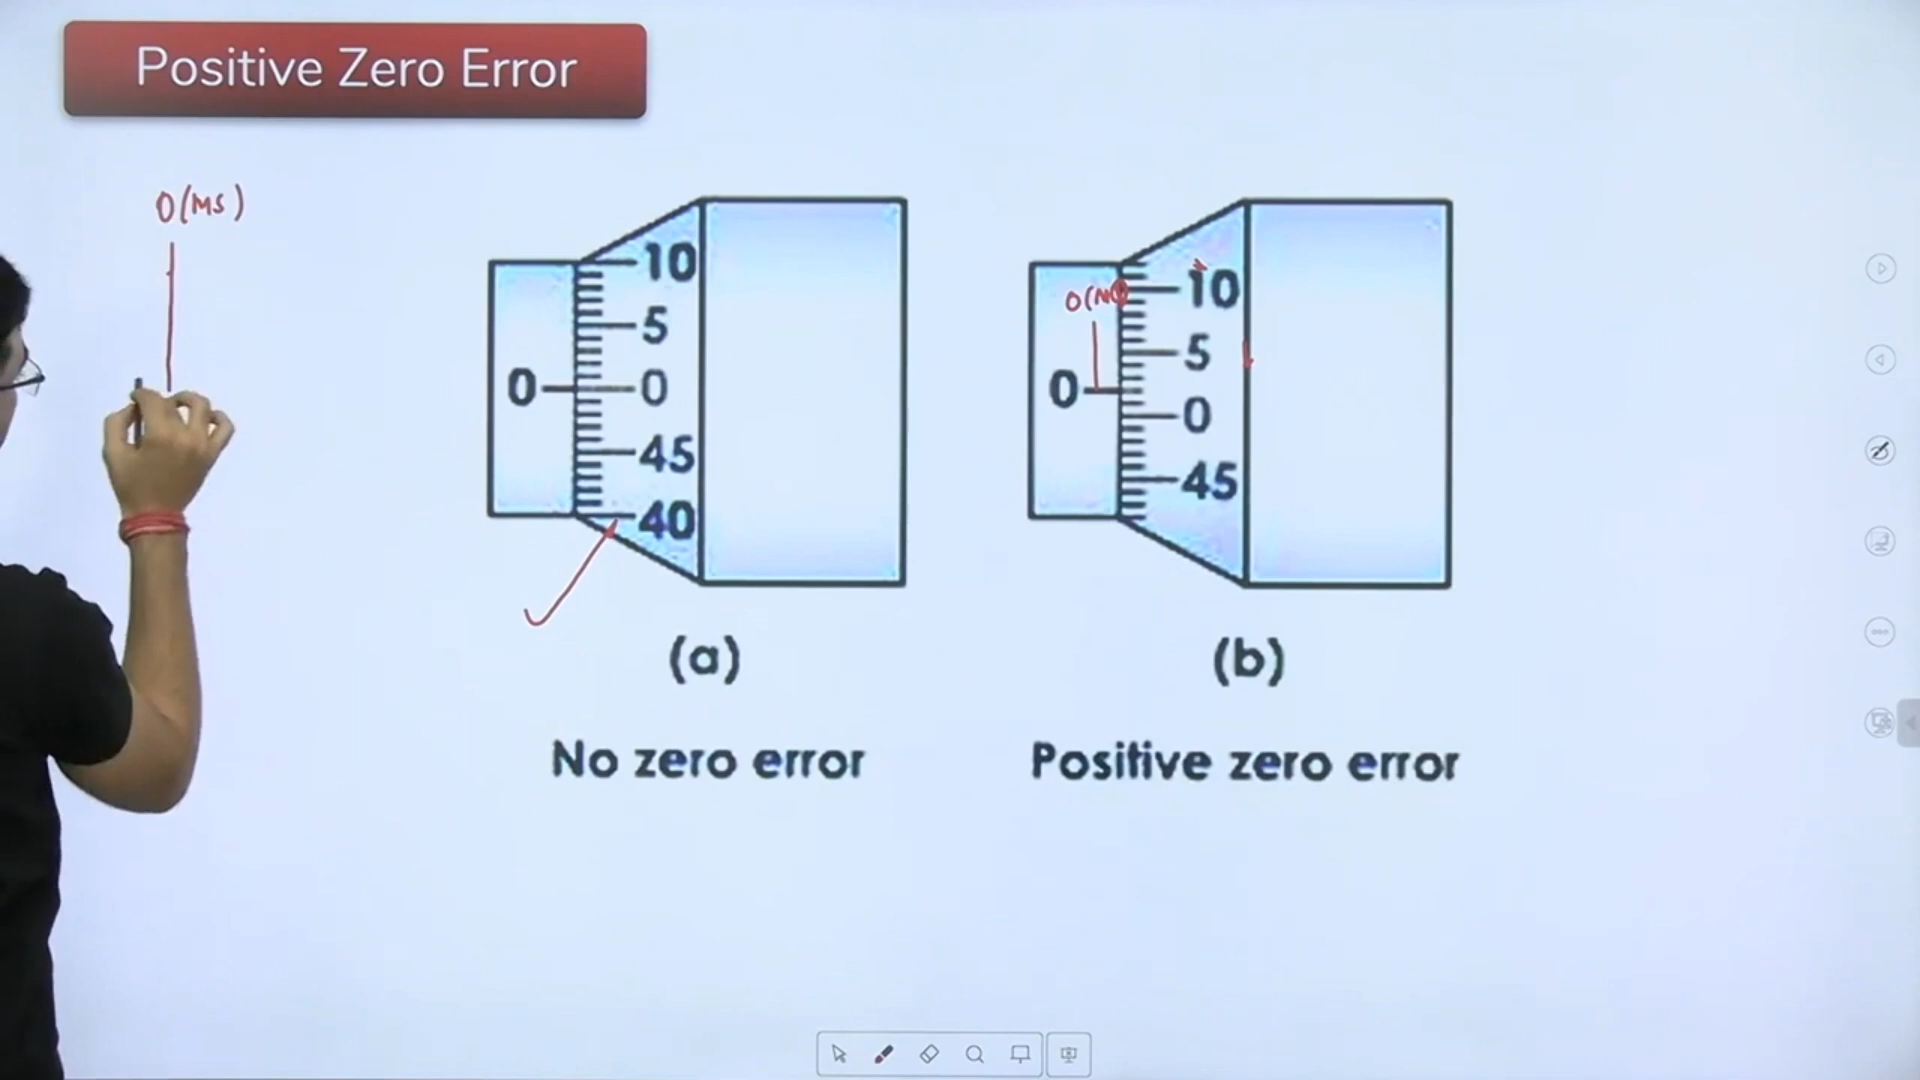 Positive Zero Error
0(MS)
10
5
0 0
45
40
10
0(M
5
0
0
45
(a) (b)
No zero error Positive zero error